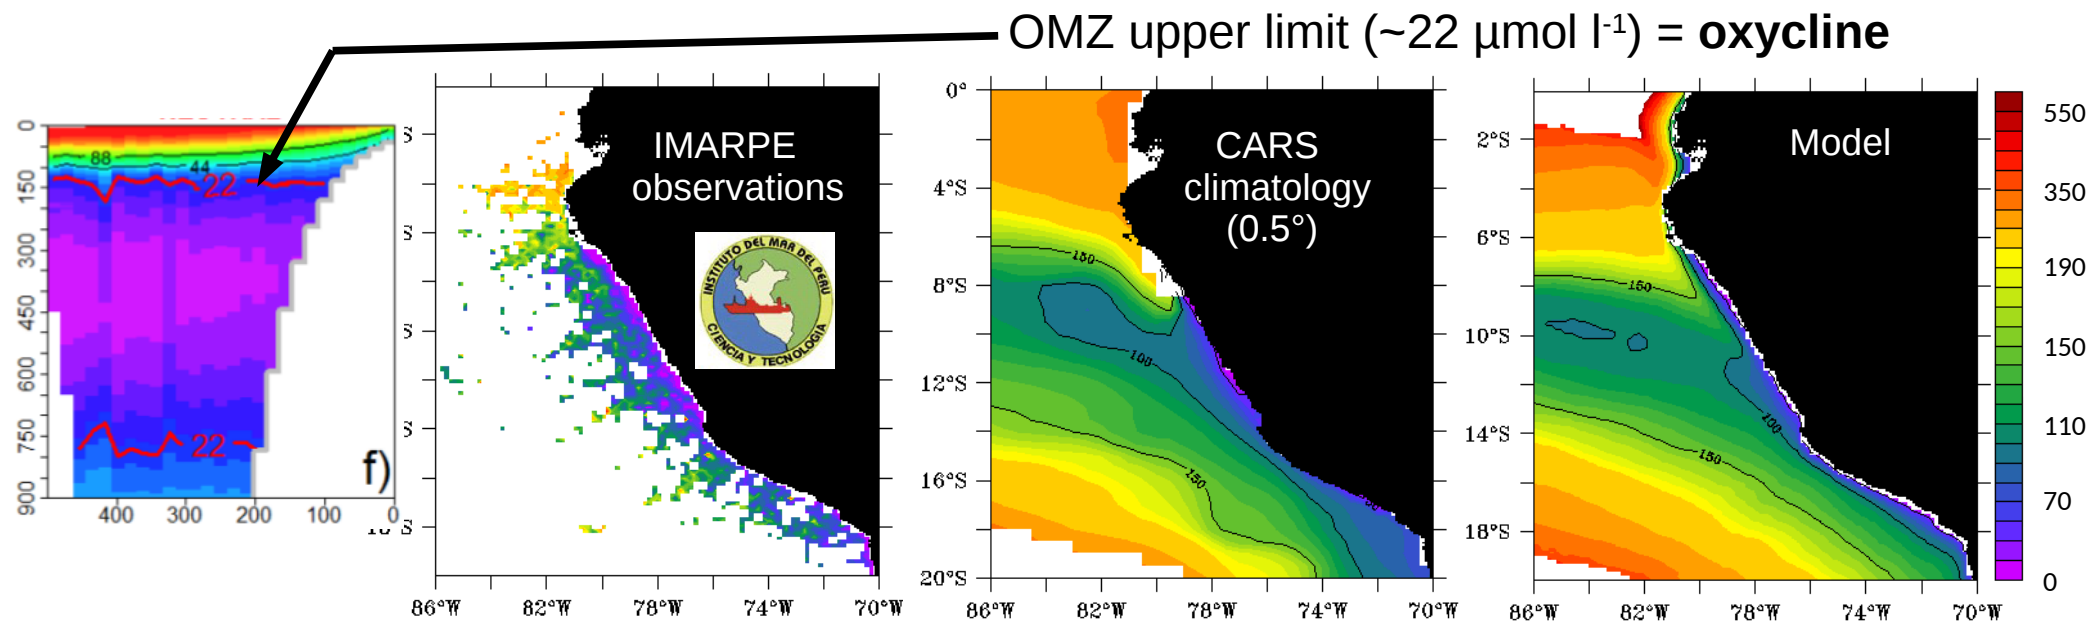 OMZ upper limit (~22 µmol l-1) = oxycline
0
150
300
450
600
750
900
88
44
22
22
f)
400
300
200
100
0
S
S
S
S
S
IMARPE
observations
INSTITUTO DEL MAR DEL PERU
CIENCIA Y TECNOLOGIA
86°W
82°W
78°W
74°W
70°W
0°
4°S
8°S
12°S
16°S
20°S
CARS
climatology
(0.5°)
150
100
150
86°W
82°W
78°W
74°W
70°W
2°S
4°S
6°S
8°S
10°S
12°S
14°S
16°S
18°S
Model
150
100
150
86°W
82°W
78°W
74°W
70°W
550
350
190
150
110
70
0